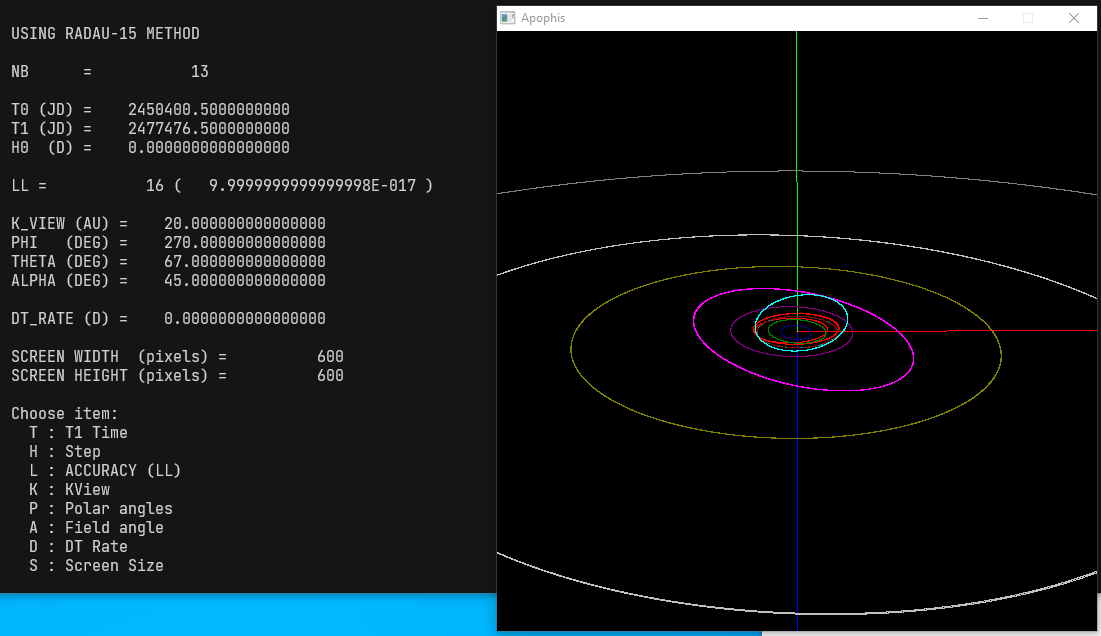 USING RADAU-15 METHOD
NB      =           13
T0 (JD) =    2450400.5000000000
T1 (JD) =    2477476.5000000000
H0  (D) =    0.0000000000000000
LL =           16 (   9.9999999999999998E-017 )
K_VIEW (AU) =    20.000000000000000
PHI   (DEG) =    270.00000000000000
THETA (DEG) =    67.000000000000000
ALPHA (DEG) =    45.000000000000000
DT_RATE (D) =    0.0000000000000000
SCREEN WIDTH  (pixels) =          600
SCREEN HEIGHT (pixels) =          600
Choose item:
  T : T1 Time
  H : Step
  L : ACCURACY (LL)
  K : KView
  P : Polar angles
  A : Field angle
  D : DT Rate
  S : Screen Size
Apophis